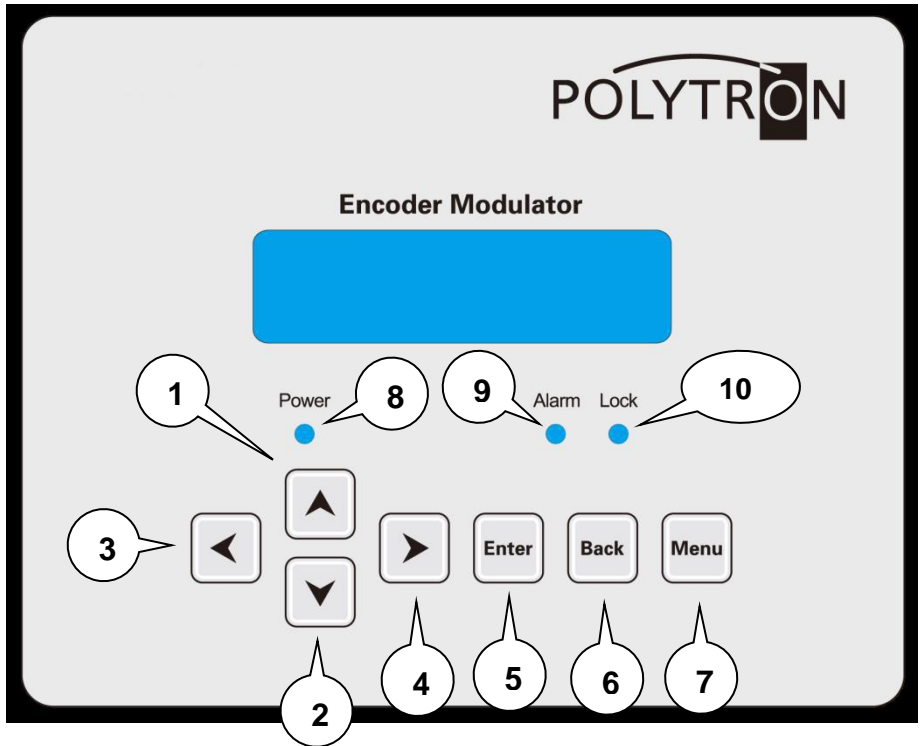 POLYTRON
Encoder Modulator
1
Power
8
9
Alarm Lock
10
3
Enter
Back
Menu
2
4
5
6
7